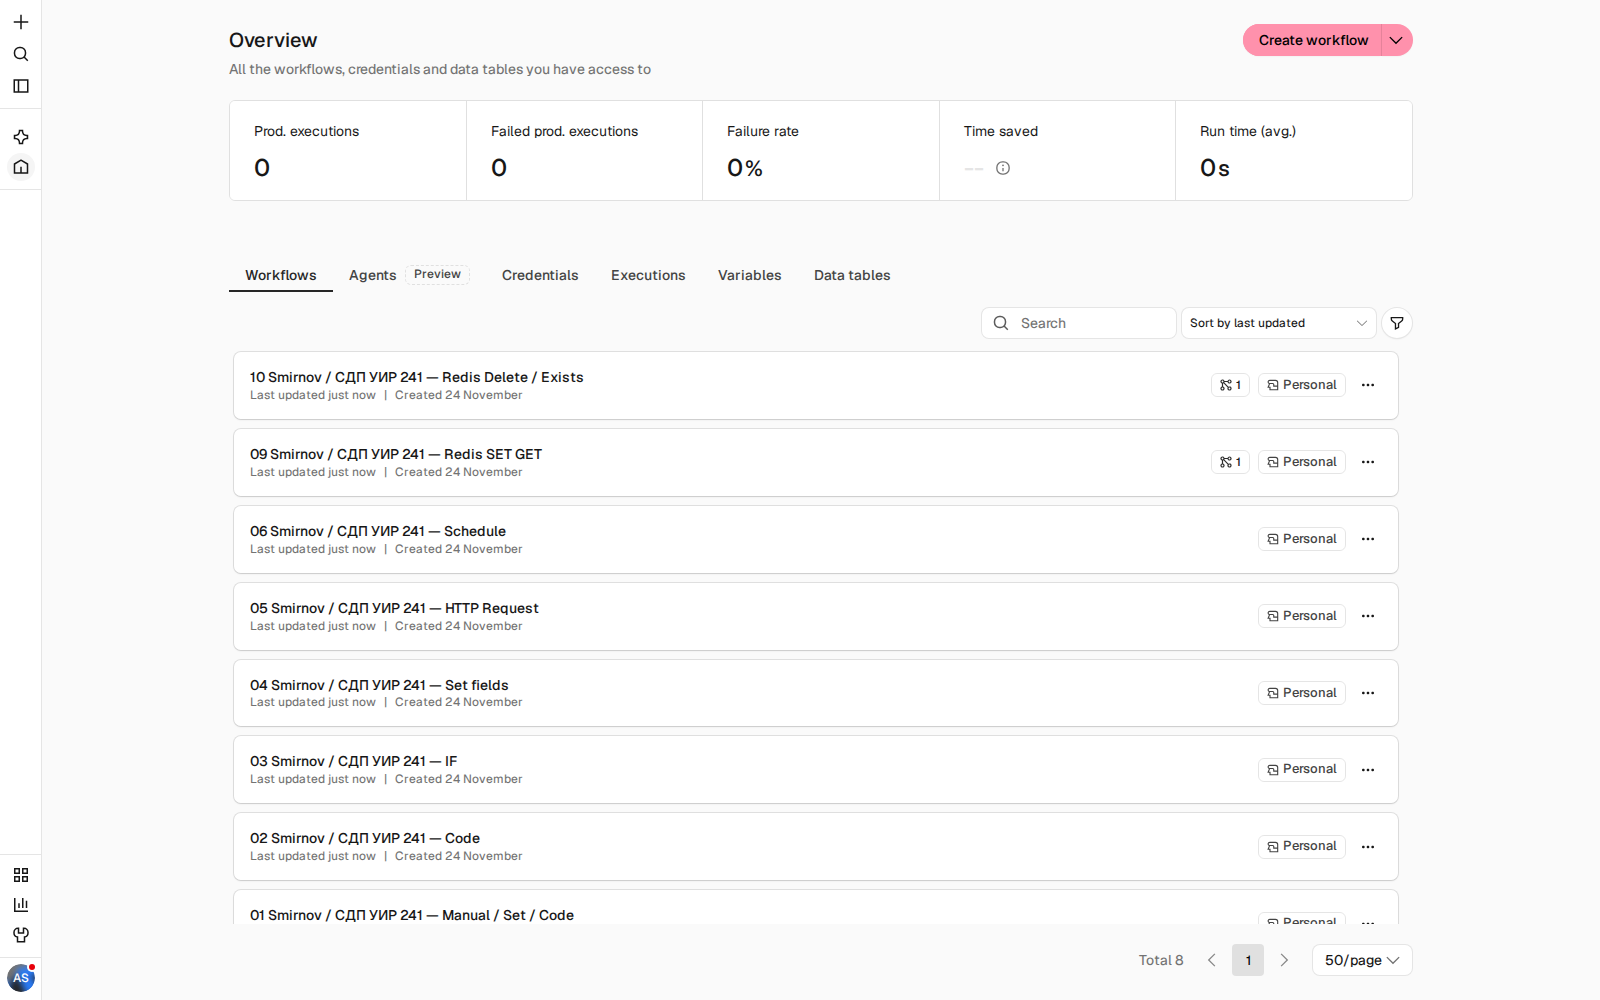 Overview
Create workflow
All the workflows, credentials and data tables you have access to
Prod. executions
0
Failed prod. executions
0
Failure rate
0%
Time saved
--
Run time (avg.)
0s
Workflows
Agents
Preview
Credentials
Executions
Variables
Data tables
Search
Sort by last updated
10 Smirnov / СДП УИР 241 — Redis Delete / Exists
Last updated just now | Created 24 November
1
Personal
09 Smirnov / СДП УИР 241 — Redis SET GET
Last updated just now | Created 24 November
1
Personal
06 Smirnov / СДП УИР 241 — Schedule
Last updated just now | Created 24 November
Personal
05 Smirnov / СДП УИР 241 — HTTP Request
Last updated just now | Created 24 November
Personal
04 Smirnov / СДП УИР 241 — Set fields
Last updated just now | Created 24 November
Personal
03 Smirnov / СДП УИР 241 — IF
Last updated just now | Created 24 November
Personal
02 Smirnov / СДП УИР 241 — Code
Last updated just now | Created 24 November
Personal
01 Smirnov / СДП УИР 241 — Manual / Set / Code
Personal
Total 8
1
50/page
AS